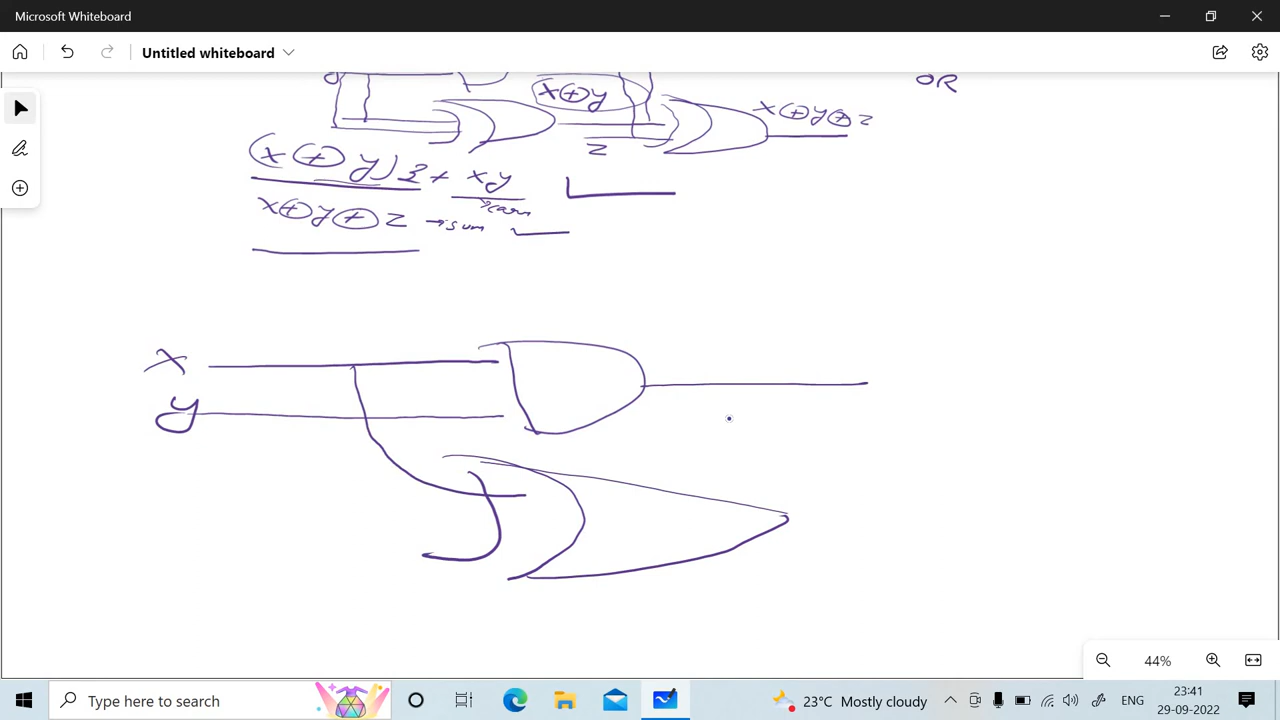 Microsoft Whiteboard
Untitled whiteboard
OR
x⊕y
x⊕y⊕z
z
(x⊕y)z + xy
x⊕y⊕z →sum
x
y
44%
Type here to search
23°C Mostly cloudy
ENG
23:41
29-09-2022